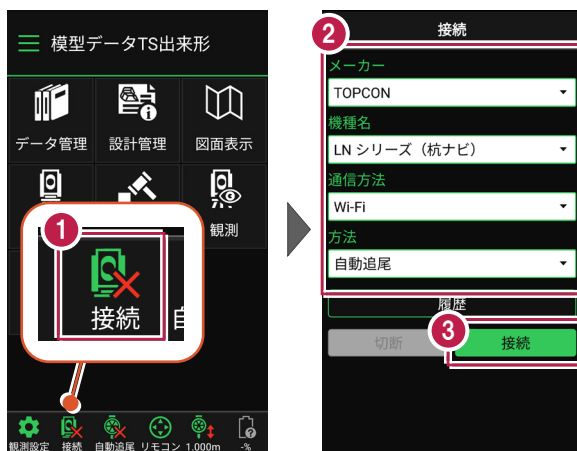 模型データTS出来形
データ管理
設計管理
図面表示
観測
1
接続
観測設定
接続
自動追尾
リモコン
1.000m
-%
2
接続
メーカー
TOPCON
機種名
LN シリーズ（杭ナビ）
通信方法
Wi-Fi
方法
自動追尾
履歴
3
切断
接続